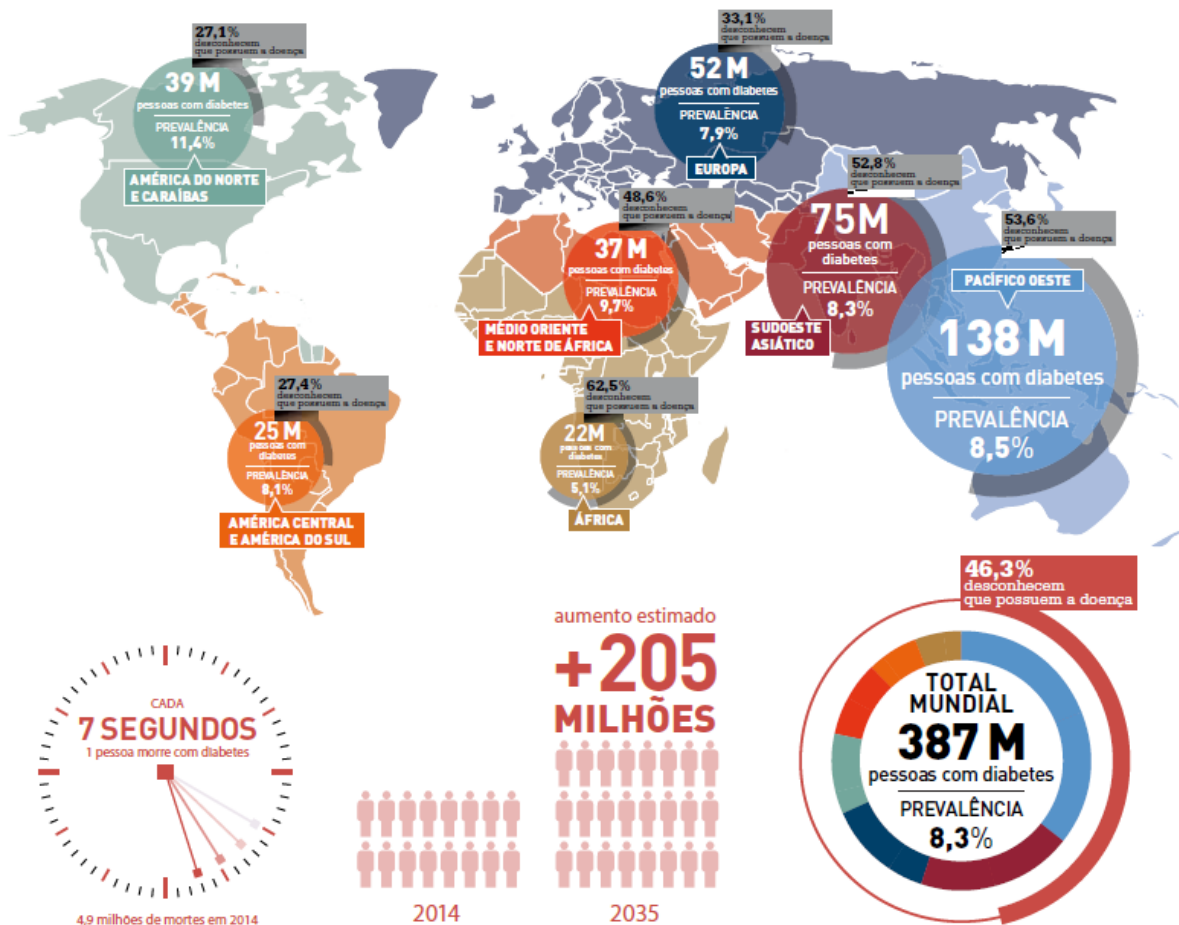 27,1%
desconhecem
que possuem a doença
39 M
pessoas com diabetes
PREVALÊNCIA
11,4%
AMÉRICA DO NORTE
E CARAÍBAS
33,1%
desconhecem
que possuem a doença
52 M
pessoas com diabetes
PREVALÊNCIA
7,9%
EUROPA
48,6%
desconhecem
que possuem a doença
37 M
pessoas com diabetes
PREVALÊNCIA
9,7%
MÉDIO ORIENTE
E NORTE DE ÁFRICA
52,8%
desconhecem
que possuem a doença
75M
pessoas com
diabetes
PREVALÊNCIA
8,3%
SUDOESTE
ASIÁTICO
53,6%
desconhecem
que possuem a doença
PACÍFICO OESTE
138 M
pessoas com diabetes
PREVALÊNCIA
8,5%
27,4%
desconhecem
que possuem a doença
25 M
pessoas com
diabetes
PREVALÊNCIA
8,1%
AMÉRICA CENTRAL
E AMÉRICA DO SUL
62,5%
desconhecem
que possuem a doença
22M
pessoas com
diabetes
PREVALÊNCIA
5,1%
ÁFRICA
CADA
7 SEGUNDOS
1 pessoa morre com diabetes
4,9 milhões de mortes em 2014
aumento estimado
+205
MILHÕES
2014
2035
46,3%
desconhecem
que possuem a doença
TOTAL
MUNDIAL
387 M
pessoas com diabetes
PREVALÊNCIA
8,3%